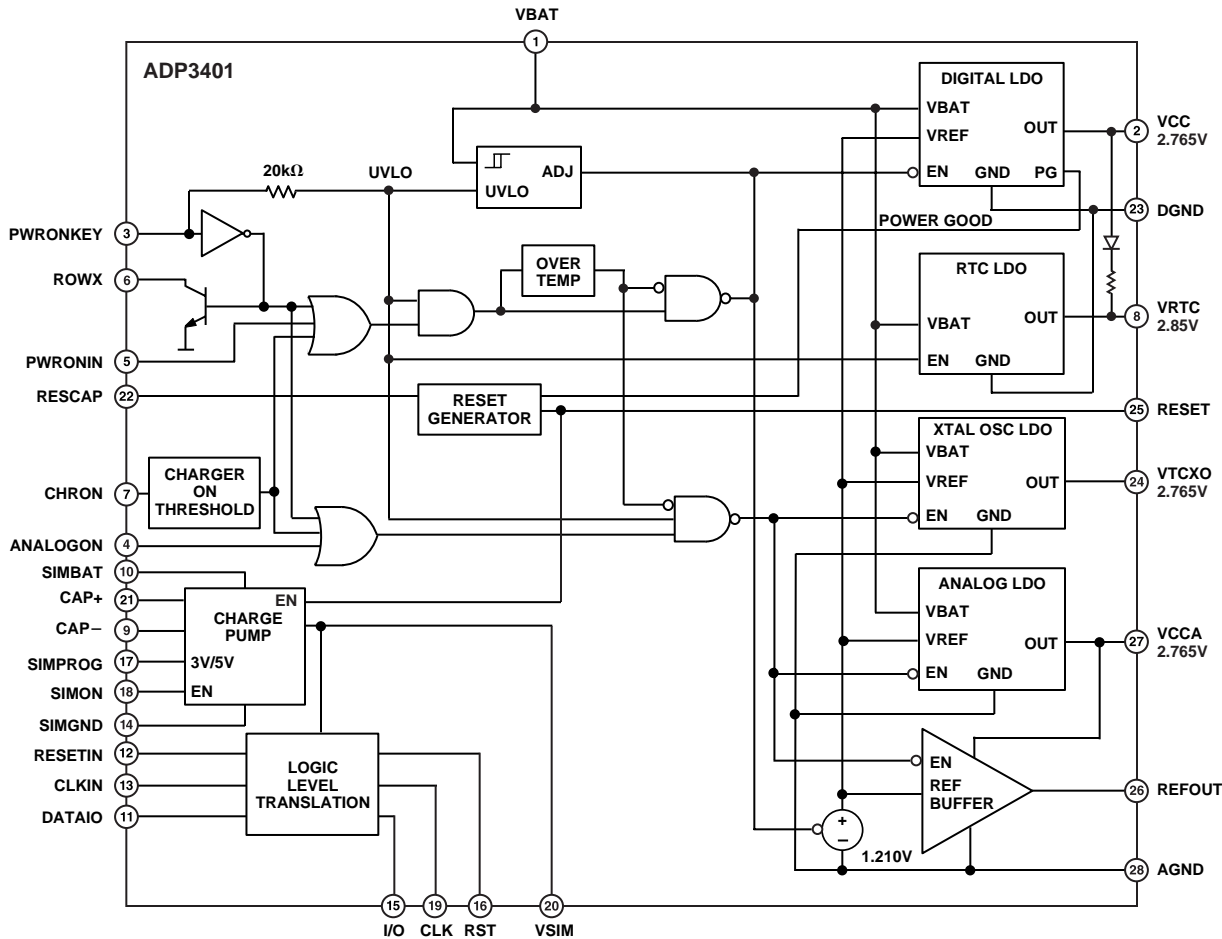 VBAT
1
ADP3401
DIGITAL LDO
VBAT
VREF
OUT
EN
GND
PG
2
VCC
2.765V
20kΩ
UVLO
UVLO
ADJ
POWER GOOD
23
DGND
PWRONKEY
3
ROWX
6
OVER
TEMP
RTC LDO
VBAT
OUT
EN
GND
8
VRTC
2.85V
PWRONIN
5
RESCAP
22
RESET
GENERATOR
25
RESET
XTAL OSC LDO
VBAT
VREF
OUT
EN
GND
24
VTCXO
2.765V
CHRON
7
CHARGER
ON
THRESHOLD
ANALOGON
4
SIMBAT
10
CAP+
21
CAP−
9
SIMPROG
17
SIMON
18
SIMGND
14
EN
CHARGE
PUMP
3V/5V
EN
ANALOG LDO
VBAT
VREF
OUT
EN
GND
27
VCCA
2.765V
RESETIN
12
CLKIN
13
DATAIO
11
LOGIC
LEVEL
TRANSLATION
EN
REF
BUFFER
26
REFOUT
+
−
1.210V
28
AGND
15
19
16
20
I/O
CLK
RST
VSIM